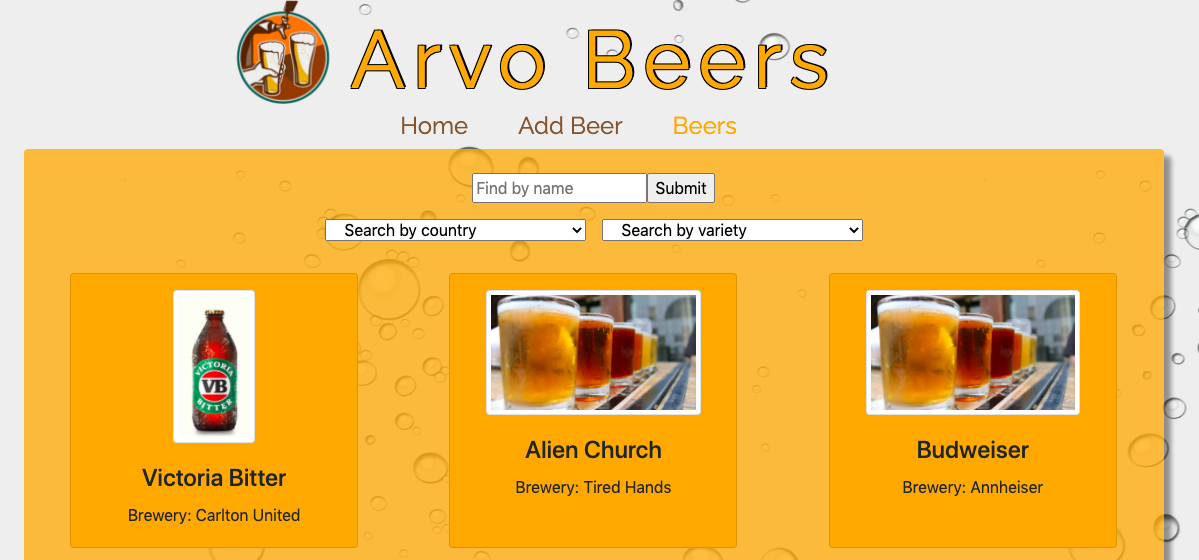 Arvo Beers
Home Add Beer Beers
Find by name Submit
Search by country Search by variety
VICTORIA
VB
BITTER
Victoria Bitter
Brewery: Carlton United
Alien Church
Brewery: Tired Hands
Budweiser
Brewery: Annheiser